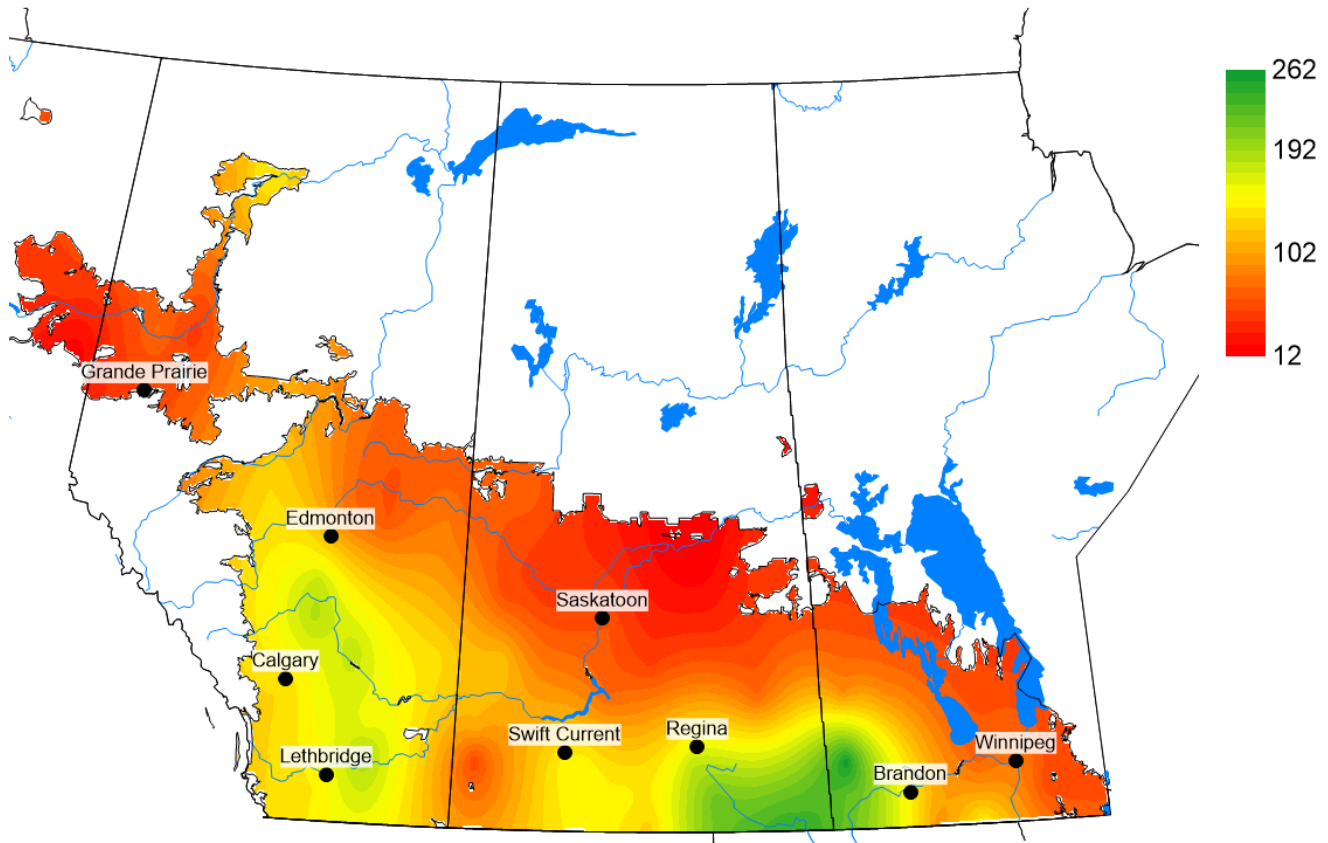 262
192
102
12
Grande Prairie
Edmonton
Saskatoon
Calgary
Regina
Swift Current
Winnipeg
Lethbridge
Brandon